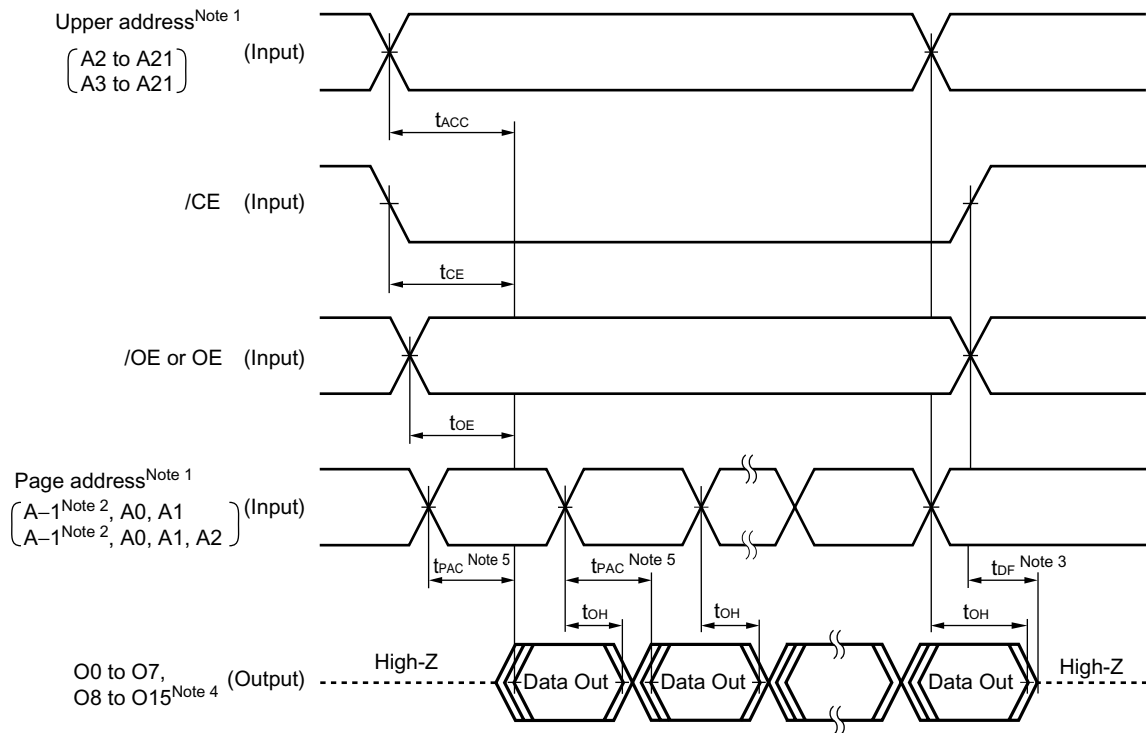 Upper address Note 1
(Input)
A2 to A21
A3 to A21
tACC
/CE (Input)
tCE
/OE or OE (Input)
tOE
Page address Note 1
(Input)
A–1 Note 2, A0, A1
A–1 Note 2, A0, A1, A2
tPAC Note 5
tPAC Note 5
tDF Note 3
tOH
tOH
tOH
O0 to O7,
O8 to O15 Note 4
(Output)
High-Z
Data Out
Data Out
Data Out
High-Z